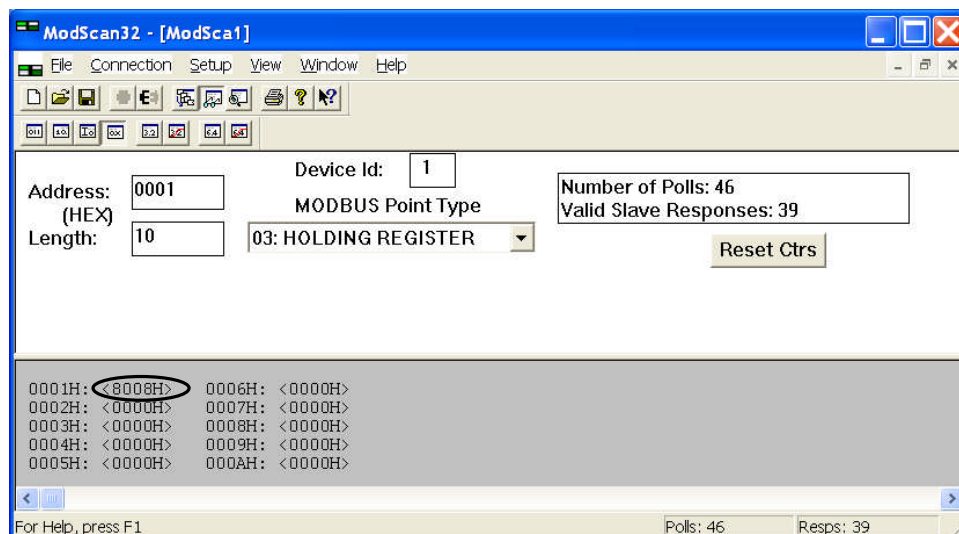 ModScan32 - [ModSca1]
File Connection Setup View Window Help
Device Id: 1
Address: 0001
(HEX)
MODBUS Point Type
Length: 10
03: HOLDING REGISTER
Number of Polls: 46
Valid Slave Responses: 39
Reset Ctrs
0001H: <8008H> 0006H: <0000H>
0002H: <0000H> 0007H: <0000H>
0003H: <0000H> 0008H: <0000H>
0004H: <0000H> 0009H: <0000H>
0005H: <0000H> 000AH: <0000H>
For Help, press F1
Polls: 46
Resps: 39